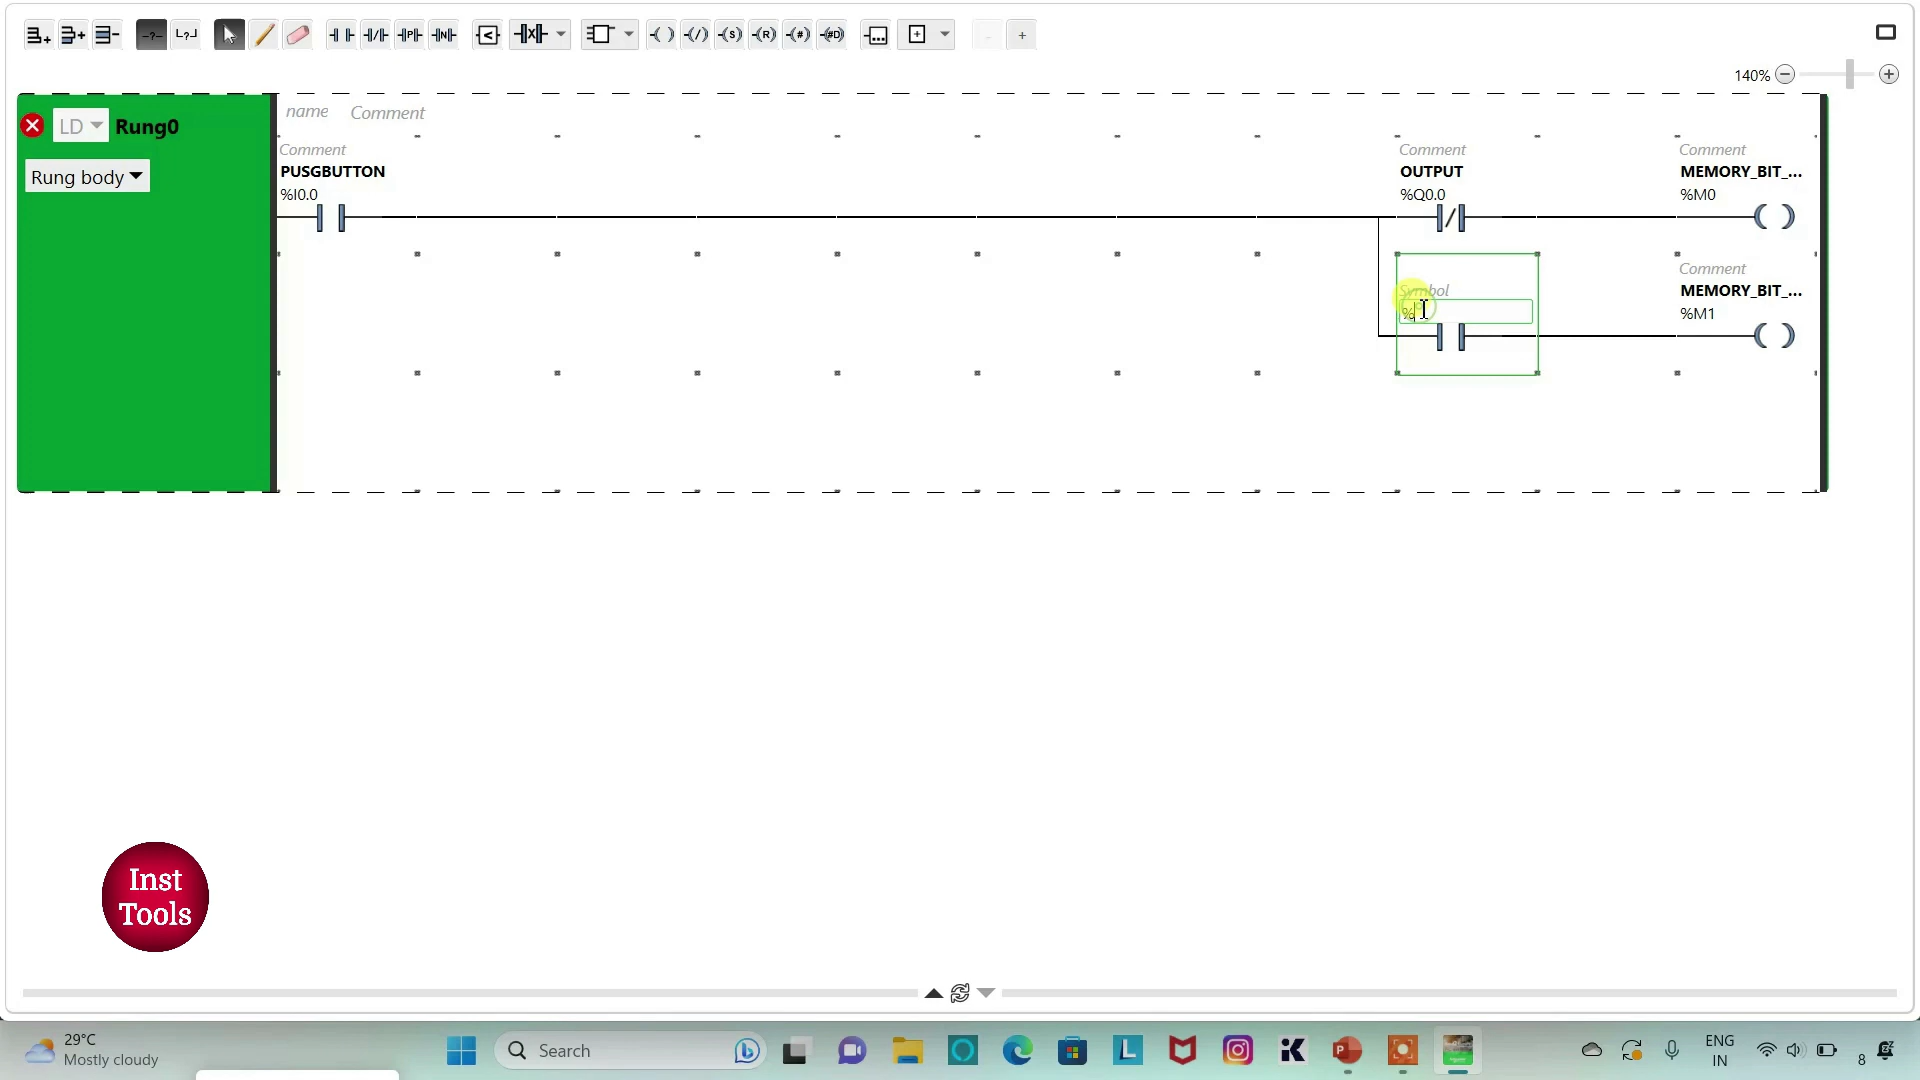 140%
LD Rung0
name Comment
Rung body
Comment
PUSGBUTTON
%I0.0
Comment
OUTPUT
%Q0.0
Comment
MEMORY_BIT_...
%M0
Symbol
%
Comment
MEMORY_BIT_...
%M1
Inst
Tools
29°C
Mostly cloudy
Search
ENG
IN
8